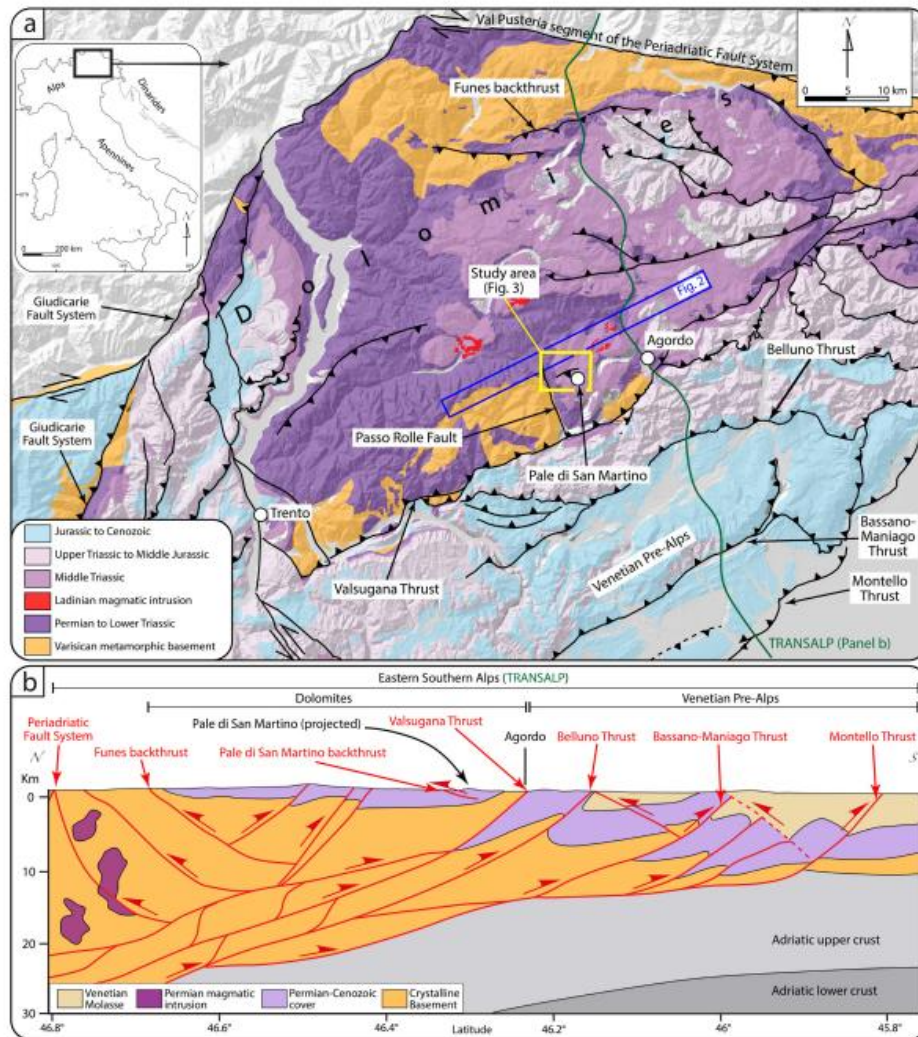 a
Val Pusteria segment of the Periadriatic Fault System
N
0 5 10 km
Alps
Dinarides
Apennines
N
0 200 km
Funes backthrust
Dolomites
Study area
(Fig. 3)
Fig. 2
Giudicarie
Fault System
Agordo
Belluno Thrust
Giudicarie
Fault System
Passo Rolle Fault
Pale di San Martino
Trento
Bassano-
Maniago
Thrust
Venetian Pre-Alps
Valsugana Thrust
Montello
Thrust
TRANSALP (Panel b)
Jurassic to Cenozoic
Upper Triassic to Middle Jurassic
Middle Triassic
Ladinian magmatic intrusion
Permian to Lower Triassic
Varisican metamorphic basement
b
Eastern Southern Alps (TRANSALP)
Dolomites
Venetian Pre-Alps
Periadriatic
Fault System
Pale di San Martino (projected)
Valsugana Thrust
Agordo
Belluno Thrust
Bassano-Maniago Thrust
Montello Thrust
Funes backthrust
Pale di San Martino backthrust
N
S
Km
0
10
20
30
Adriatic upper crust
Adriatic lower crust
Venetian
Molasse
Permian magmatic
intrusion
Permian-Cenozoic
cover
Crystalline
Basement
46.8° 46.6° 46.4° 46.2° 46° 45.8°
Latitude